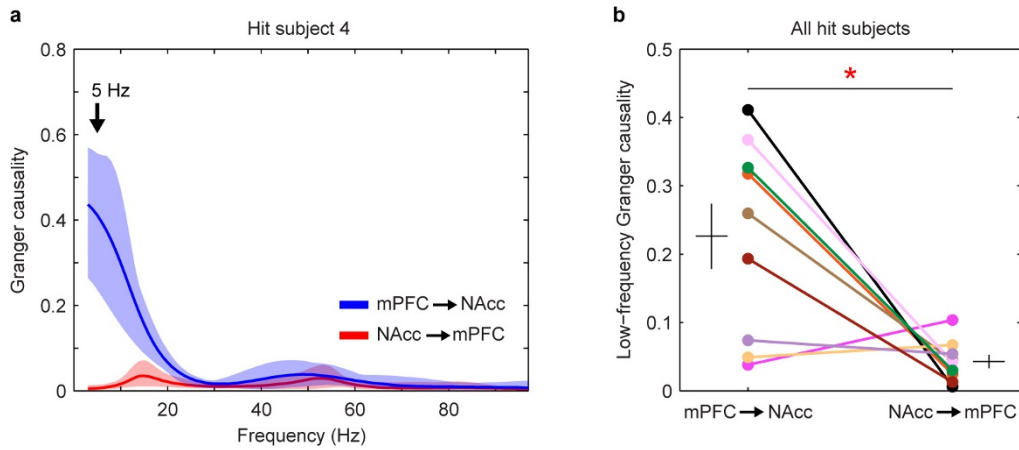 a
Hit subject 4
0.8
0.6
0.4
0.2
0
Granger causality
5 Hz
mPFC → NAcc
NAcc → mPFC
20 40 60 80
Frequency (Hz)
b
All hit subjects
0.5
0.4
0.3
0.2
0.1
0
Low−frequency Granger causality
*
mPFC → NAcc NAcc → mPFC